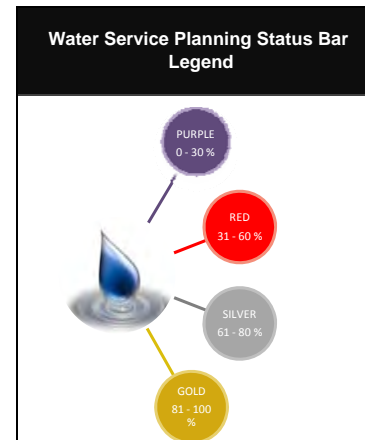 Water Service Planning Status Bar
Legend
PURPLE
0 - 30 %
RED
31 - 60 %
SILVER
61 - 80 %
GOLD
81 - 100
%